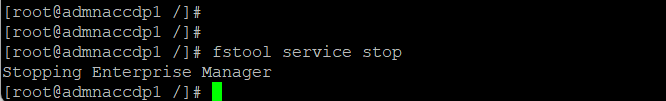 [root@admnaccdp1 /]#
[root@admnaccdp1 /]#
[root@admnaccdp1 /]# fstool service stop
Stopping Enterprise Manager
[root@admnaccdp1 /]#